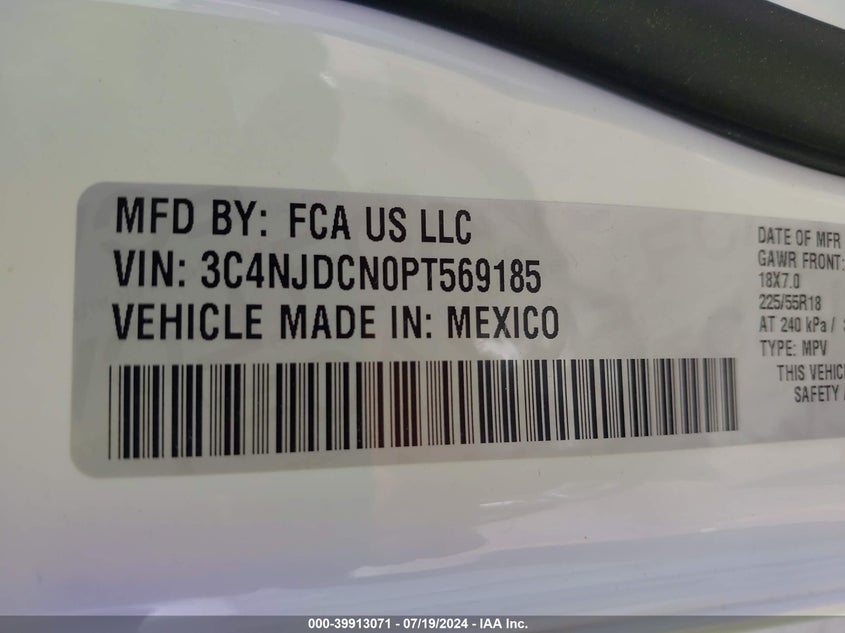 MFD BY: FCA US LLC
VIN: 3C4NJDCN0PT569185
VEHICLE MADE IN: MEXICO
DATE OF MFR
GAWR FRONT:
18X7.0
225/55R18
AT 240 kPa /
TYPE: MPV
THIS VEHIC
SAFETY
000-39913071 - 07/19/2024 - IAA Inc.